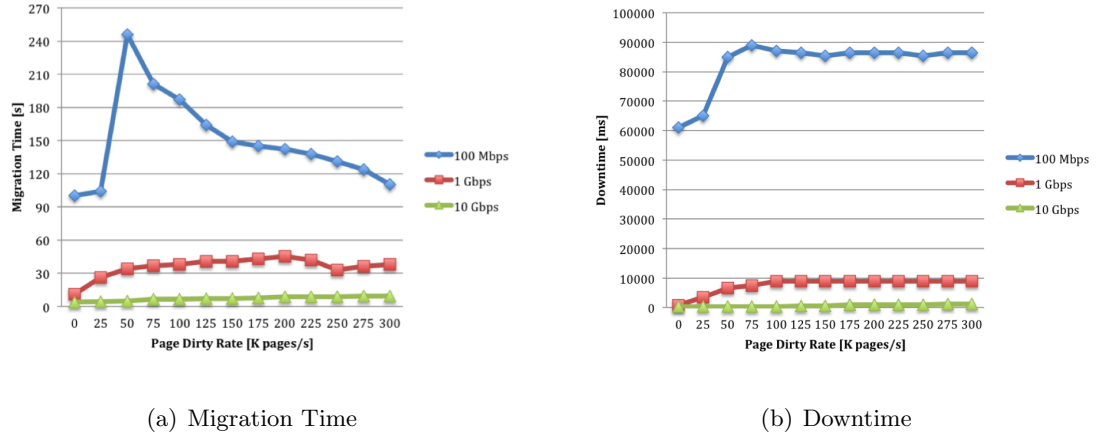 270
240
210
180
150
120
90
60
30
0
Migration Time [s]
0 25 50 75 100 125 150 175 200 225 250 275 300
Page Dirty Rate [K pages/s]
100 Mbps
1 Gbps
10 Gbps
(a) Migration Time
100000
90000
80000
70000
60000
50000
40000
30000
20000
10000
0
Downtime [ms]
0 25 50 75 100 125 150 175 200 225 250 275 300
Page Dirty Rate [K pages/s]
100 Mbps
1 Gbps
10 Gbps
(b) Downtime